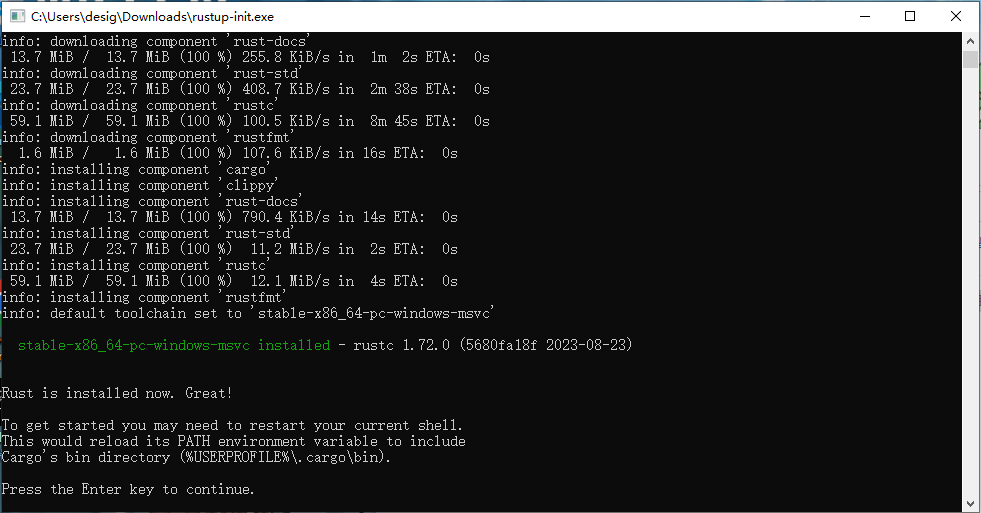 C:\Users\desig\Downloads\rustup-init.exe
info: downloading component 'rust-docs'
13.7 MiB / 13.7 MiB (100 %) 255.8 KiB/s in 1m 2s ETA: 0s
info: downloading component 'rust-std'
23.7 MiB / 23.7 MiB (100 %) 408.7 KiB/s in 2m 38s ETA: 0s
info: downloading component 'rustc'
59.1 MiB / 59.1 MiB (100 %) 100.5 KiB/s in 8m 45s ETA: 0s
info: downloading component 'rustfmt'
1.6 MiB / 1.6 MiB (100 %) 107.6 KiB/s in 16s ETA: 0s
info: installing component 'cargo'
info: installing component 'clippy'
info: installing component 'rust-docs'
13.7 MiB / 13.7 MiB (100 %) 790.4 KiB/s in 14s ETA: 0s
info: installing component 'rust-std'
23.7 MiB / 23.7 MiB (100 %) 11.2 MiB/s in 2s ETA: 0s
info: installing component 'rustc'
59.1 MiB / 59.1 MiB (100 %) 12.1 MiB/s in 4s ETA: 0s
info: installing component 'rustfmt'
info: default toolchain set to 'stable-x86_64-pc-windows-msvc'
stable-x86_64-pc-windows-msvc installed - rustc 1.72.0 (5680fa18f 2023-08-23)
Rust is installed now. Great!
To get started you may need to restart your current shell.
This would reload its PATH environment variable to include
Cargo's bin directory (%USERPROFILE%\.cargo\bin).
Press the Enter key to continue.